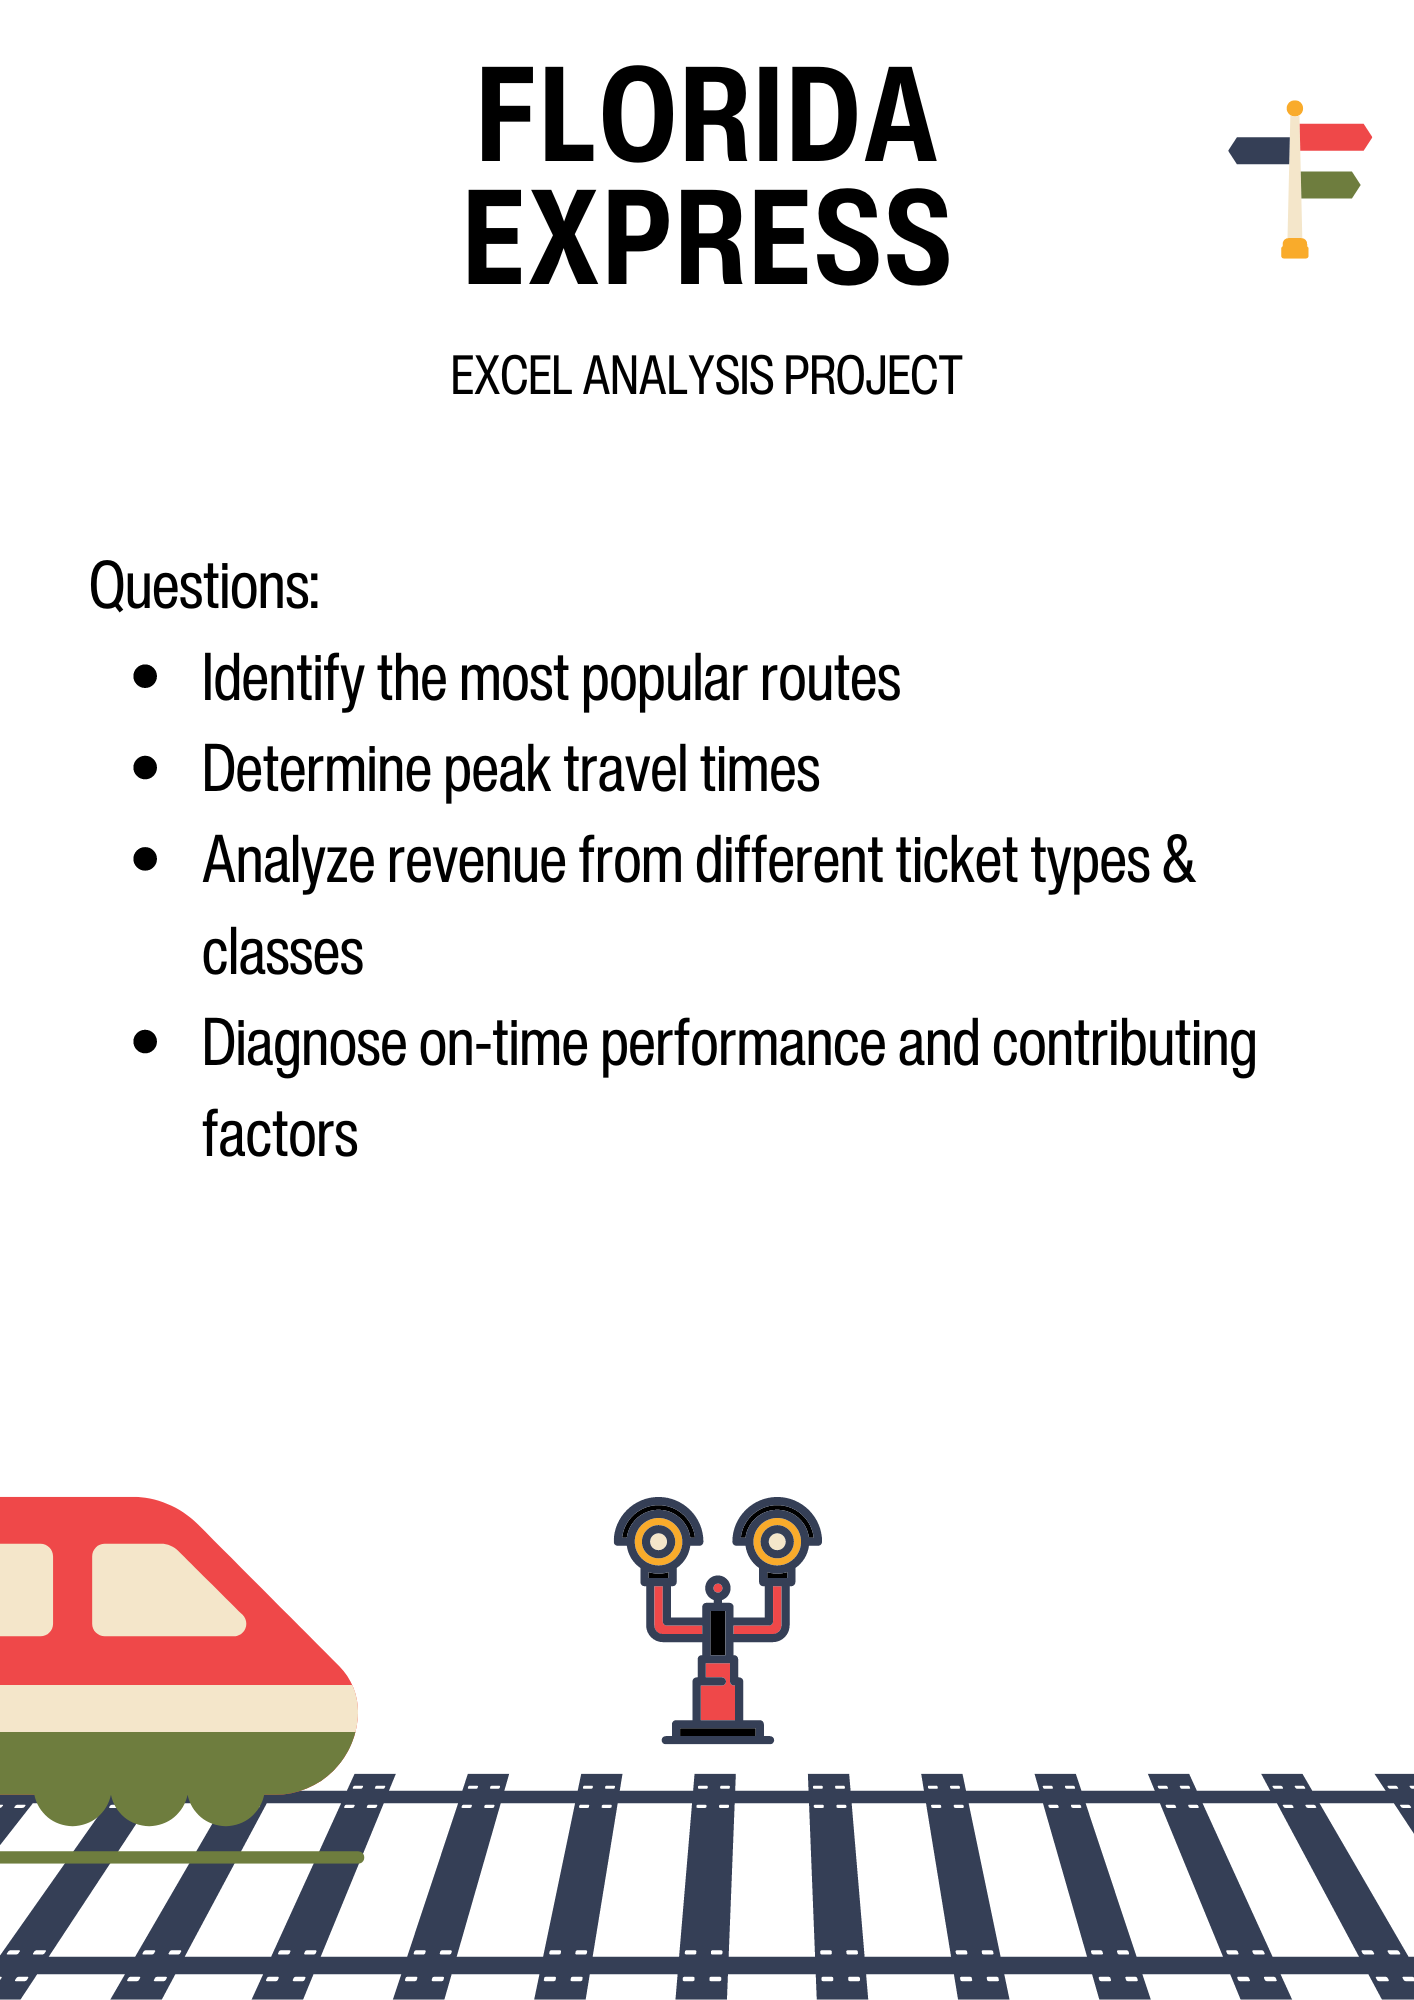 FLORIDA
EXPRESS
EXCEL ANALYSIS PROJECT
Questions:
• Identify the most popular routes
• Determine peak travel times
• Analyze revenue from different ticket types &
classes
• Diagnose on-time performance and contributing
factors